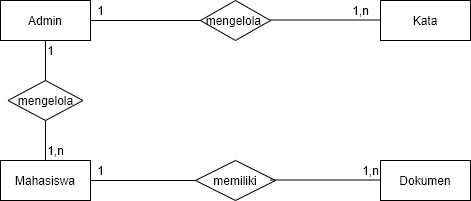 Admin
1
mengelola
1,n
Kata
1
mengelola
1,n
Mahasiswa
1
memiliki
1,n
Dokumen